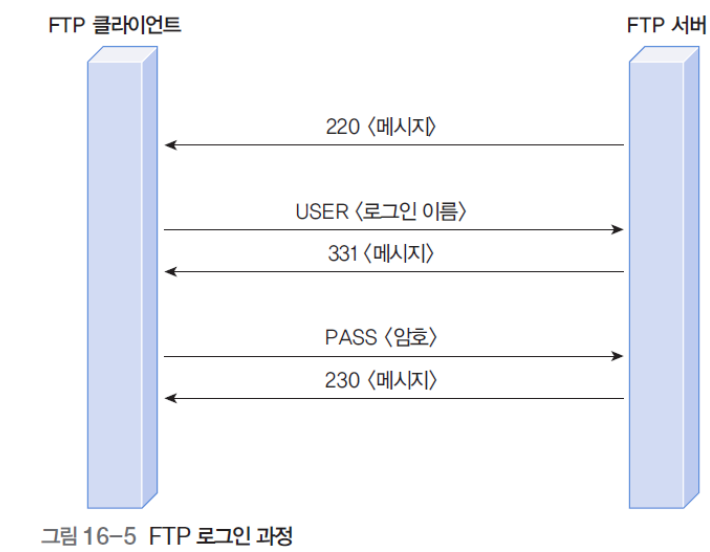 FTP 클라이언트 FTP 서버
220 〈메시지〉
USER 〈로그인 이름〉
331 〈메시지〉
PASS 〈암호〉
230 〈메시지〉
그림 16-5 FTP 로그인 과정